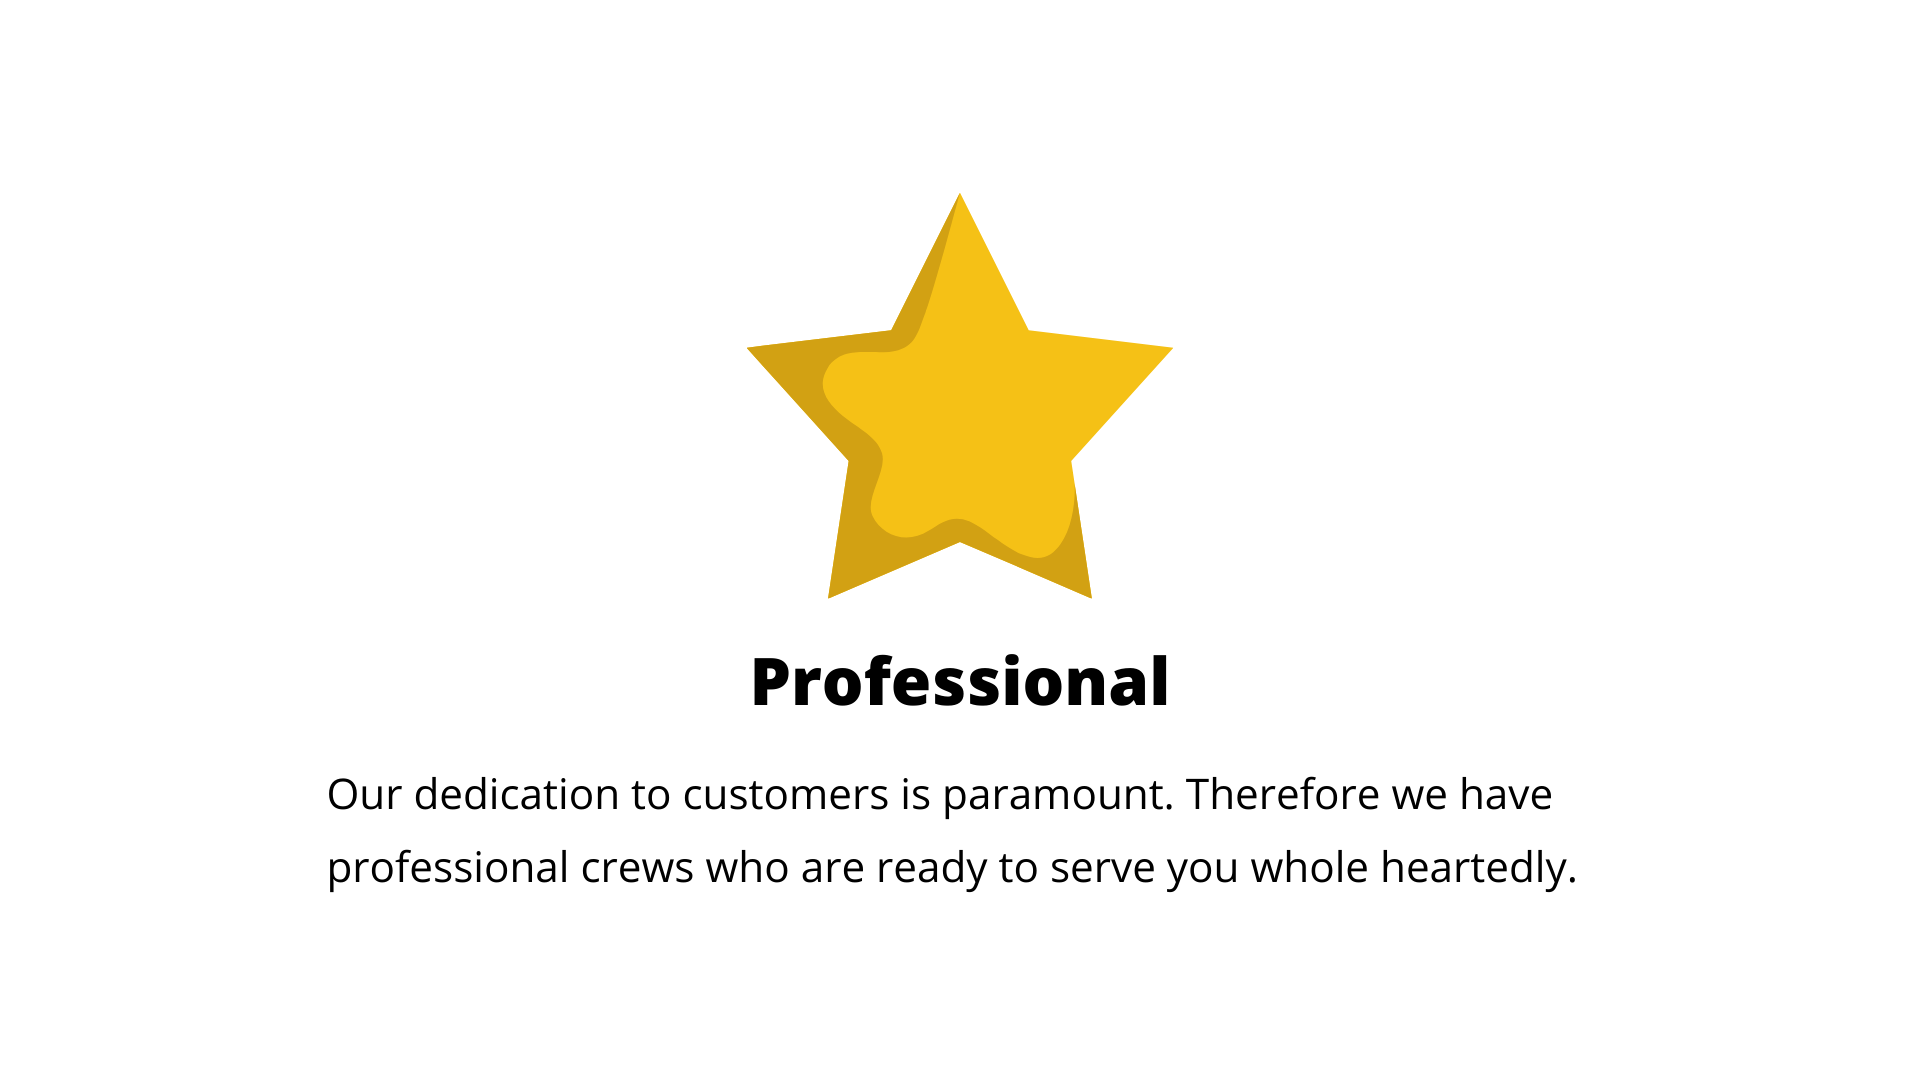 Professional
Our dedication to customers is paramount. Therefore we have
professional crews who are ready to serve you whole heartedly.